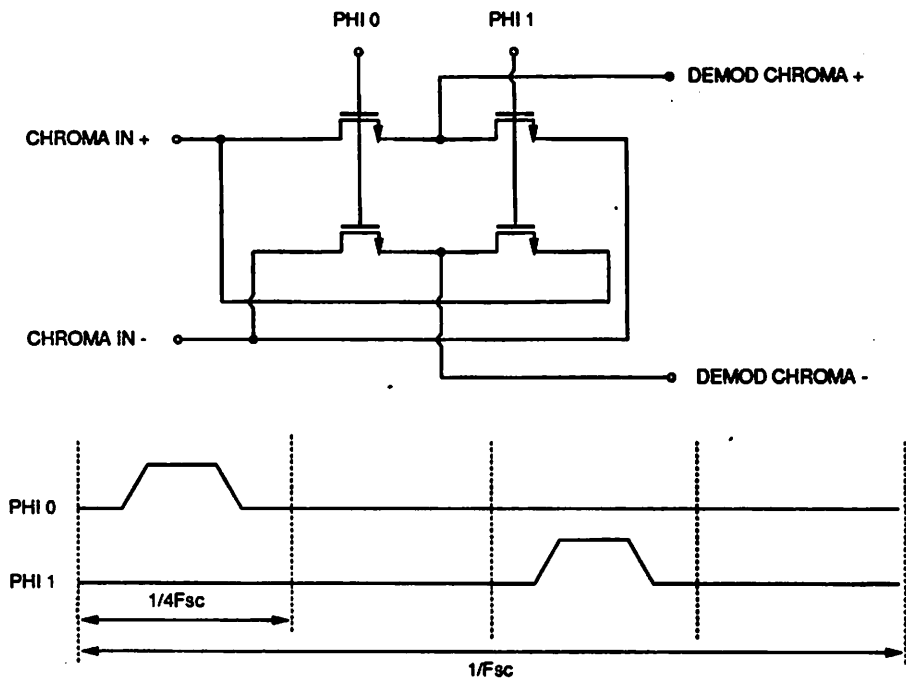 PHI 0
PHI 1
DEMOD CHROMA +
CHROMA IN +
CHROMA IN -
DEMOD CHROMA -
PHI 0
PHI 1
1/4Fsc
1/Fsc